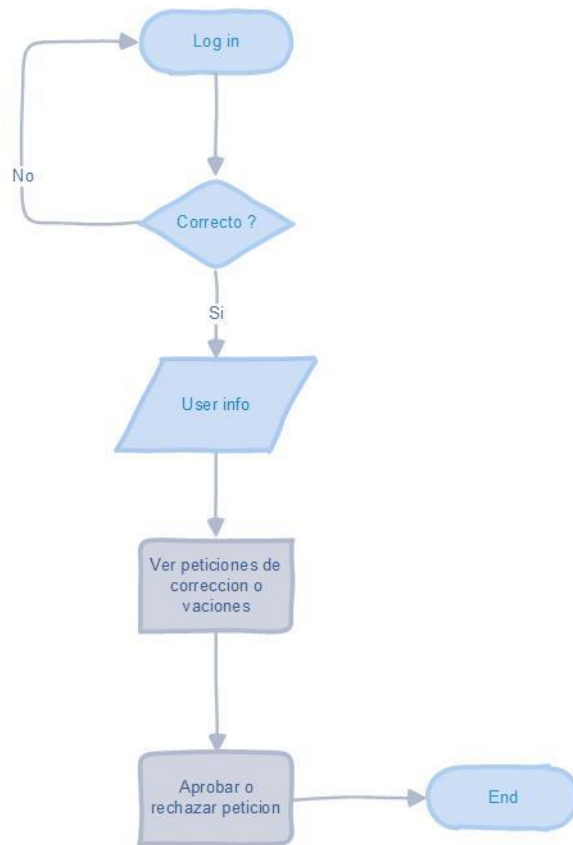 Log in
No
Correcto ?
Si
User info
Ver peticiones de
correccion o
vaciones
Aprobar o
rechazar peticion
End